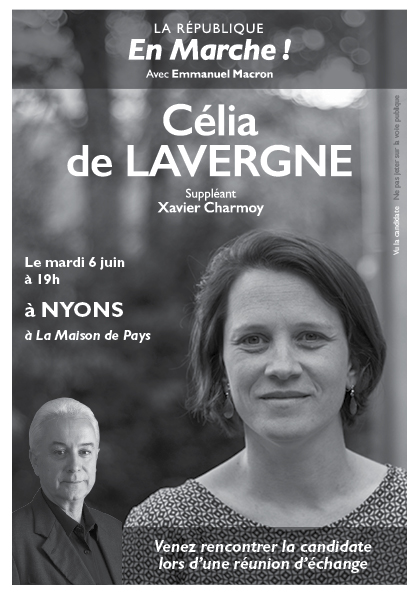 LA RÉPUBLIQUE
En Marche !
Avec Emmanuel Macron
Célia
de LAVERGNE
Suppléant
Xavier Charmoy
Le mardi 6 juin
à 19h
à NYONS
à La Maison de Pays
Venez rencontrer la candidate
lors d'une réunion d'échange
Vu la candidate Ne pas jeter sur la voie publique